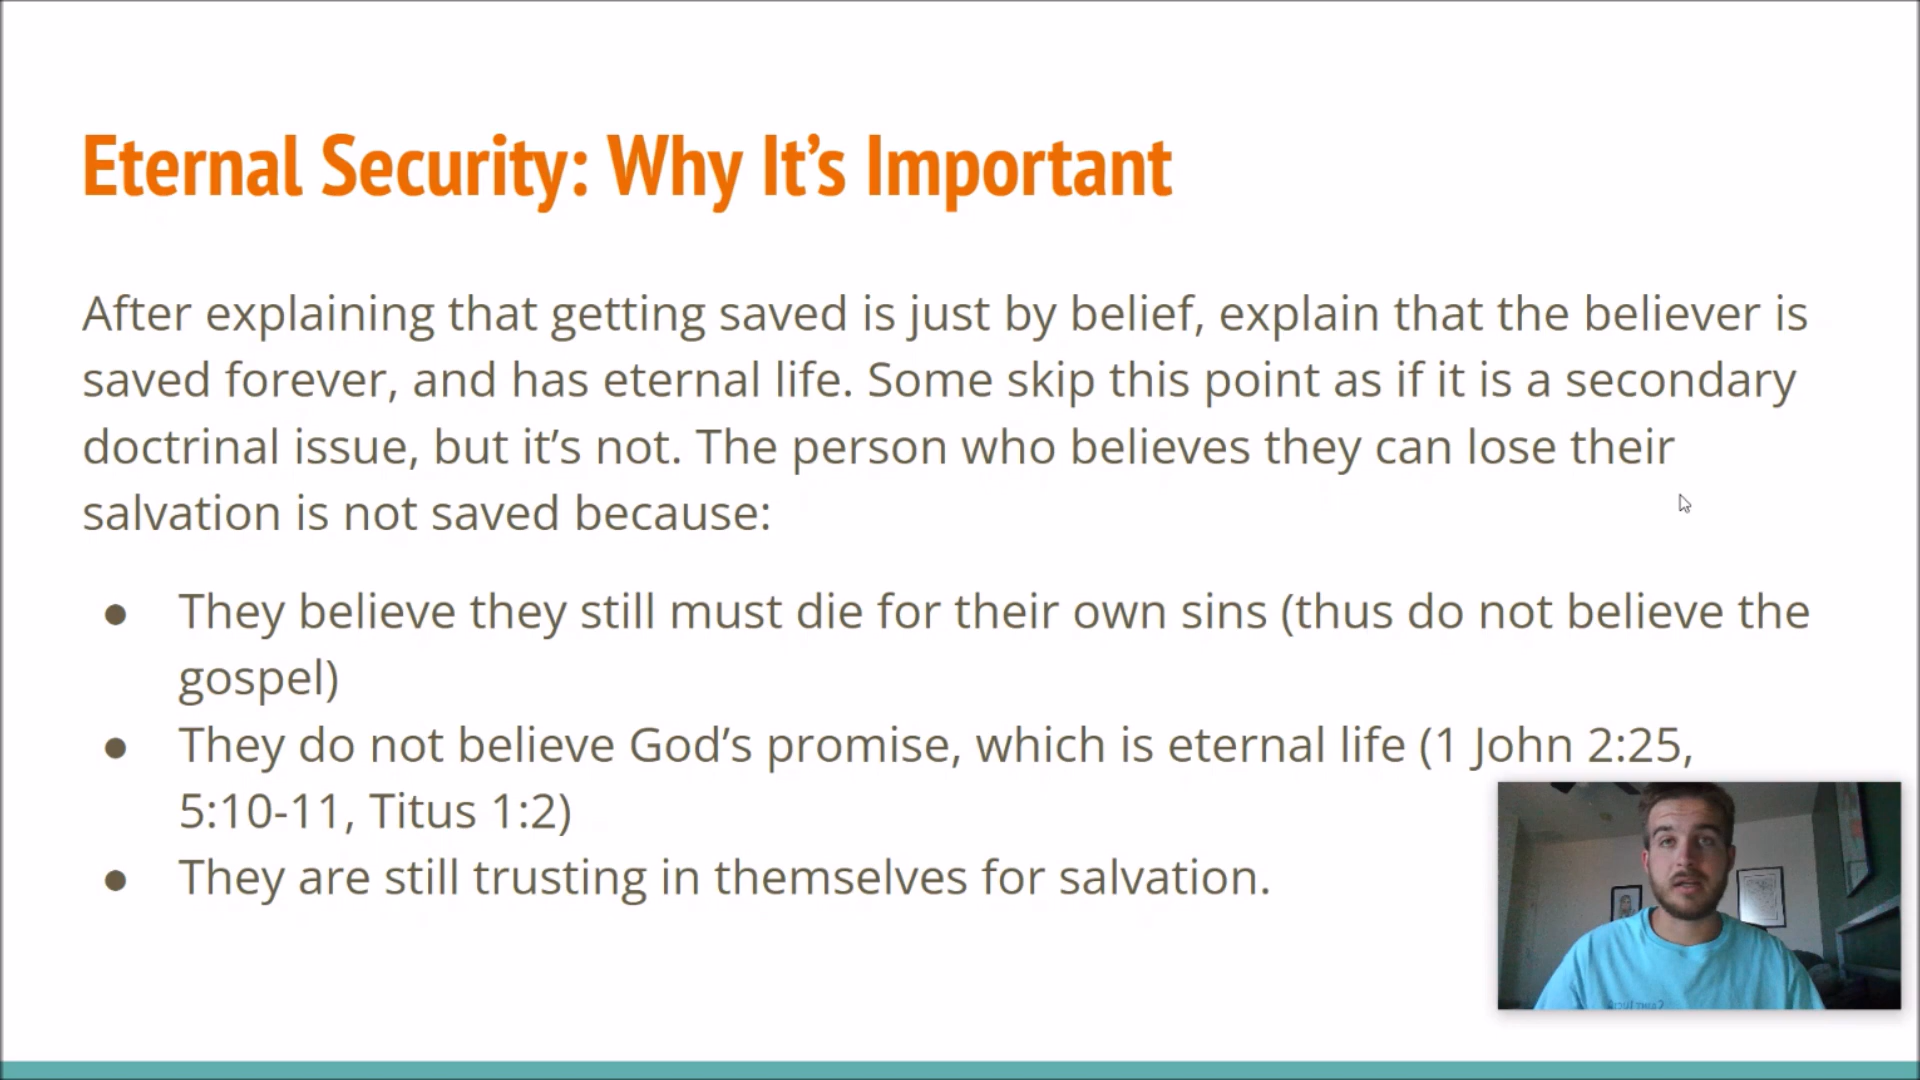 Eternal Security: Why It's Important
After explaining that getting saved is just by belief, explain that the believer is
saved forever, and has eternal life. Some skip this point as if it is a secondary
doctrinal issue, but it's not. The person who believes they can lose their
salvation is not saved because:
● They believe they still must die for their own sins (thus do not believe the
gospel)
● They do not believe God's promise, which is eternal life (1 John 2:25,
5:10-11, Titus 1:2)
● They are still trusting in themselves for salvation.